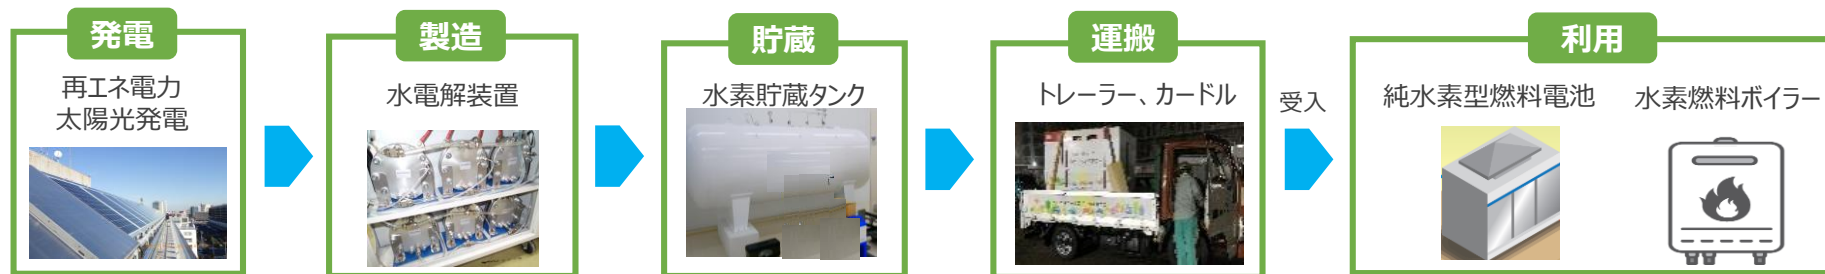 発電
再エネ電力
太陽光発電
製造
水電解装置
貯蔵
水素貯蔵タンク
運搬
トレーラー、カードル
受入
利用
純水素型燃料電池
水素燃料ボイラー